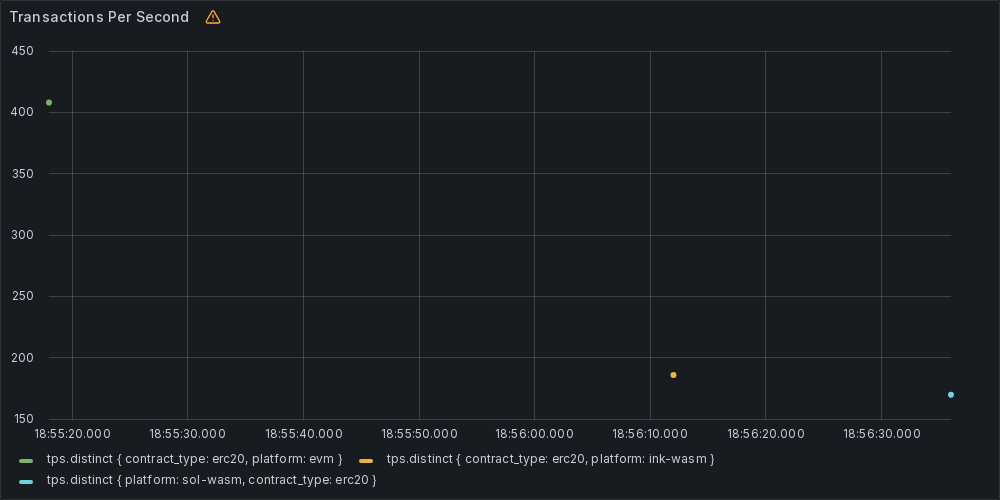 Transactions Per Second
450
400
350
300
250
200
150
18:55:20.000 18:55:30.000 18:55:40.000 18:55:50.000 18:56:00.000 18:56:10.000 18:56:20.000 18:56:30.000
tps.distinct { contract_type: erc20, platform: evm } tps.distinct { contract_type: erc20, platform: ink-wasm }
tps.distinct { platform: sol-wasm, contract_type: erc20 }